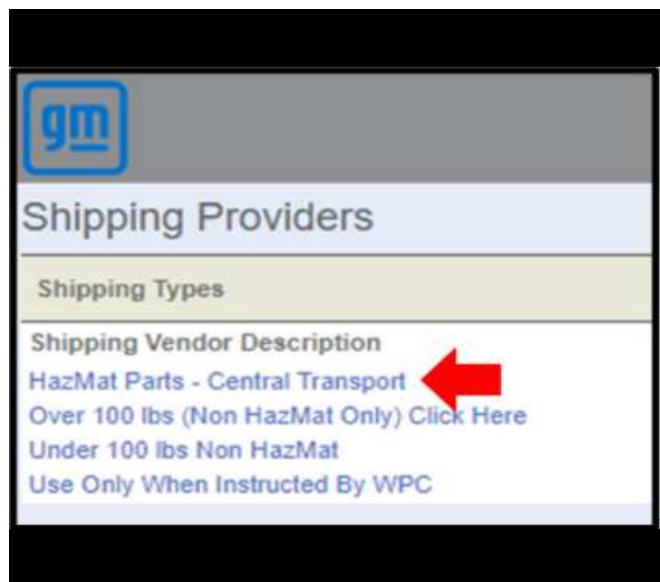 gm
Shipping Providers
Shipping Types
Shipping Vendor Description
HazMat Parts - Central Transport
Over 100 lbs (Non HazMat Only) Click Here
Under 100 lbs Non HazMat
Use Only When Instructed By WPC